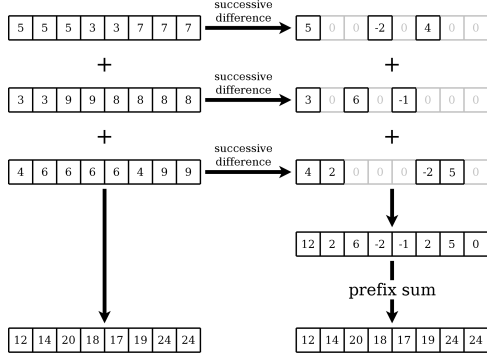 successive
difference
5 5 5 3 3 7 7 7
5 0 0 -2 0 4 0 0
+ +
successive
difference
3 3 9 9 8 8 8 8
3 0 6 0 -1 0 0 0
+ +
successive
difference
4 6 6 6 6 4 9 9
4 2 0 0 0 -2 5 0
12 2 6 -2 -1 2 5 0
prefix sum
12 14 20 18 17 19 24 24
12 14 20 18 17 19 24 24